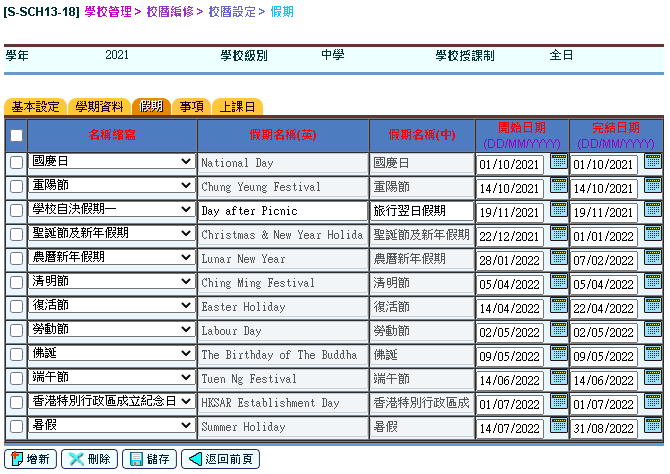 [S-SCH13-18] 學校管理 > 校曆編修 > 校曆設定 > 假期
學年 2021 學校級別 中學 學校授課制 全日
基本設定 學期資料 假期 事項 上課日
名稱縮寫 假期名稱(英) 假期名稱(中) 開始日期 (DD/MM/YYYY) 完結日期 (DD/MM/YYYY)
國慶日 National Day 國慶日 01/10/2021 01/10/2021
重陽節 Chung Yeung Festival 重陽節 14/10/2021 14/10/2021
學校自決假期一 Day after Picnic 旅行翌日假期 19/11/2021 19/11/2021
聖誕節及新年假期 Christmas & New Year Holida 聖誕節及新年假期 22/12/2021 01/01/2022
農曆新年假期 Lunar New Year 農曆新年假期 28/01/2022 07/02/2022
清明節 Ching Ming Festival 清明節 05/04/2022 05/04/2022
復活節 Easter Holiday 復活節 14/04/2022 22/04/2022
勞動節 Labour Day 勞動節 02/05/2022 02/05/2022
佛誕 The Birthday of The Buddha 佛誕 09/05/2022 09/05/2022
端午節 Tuen Ng Festival 端午節 14/06/2022 14/06/2022
香港特別行政區成立紀念日 HKSAR Establishment Day 香港特別行政區成 01/07/2022 01/07/2022
暑假 Summer Holiday 暑假 14/07/2022 31/08/2022
增新 刪除 儲存 返回前頁